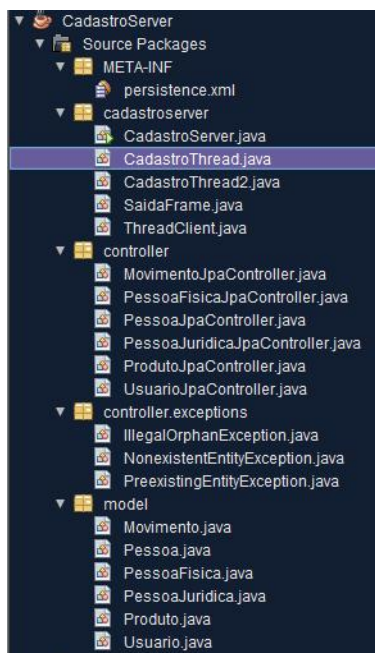 CadastroServer
Source Packages
META-INF
persistence.xml
cadastroserver
CadastroServer.java
CadastroThread.java
CadastroThread2.java
SaidaFrame.java
ThreadClient.java
controller
MovimentoJpaController.java
PessoaFisicaJpaController.java
PessoaJpaController.java
PessoaJuridicaJpaController.java
ProdutoJpaController.java
UsuarioJpaController.java
controller.exceptions
IllegalOrphanException.java
NonexistentEntityException.java
PreexistingEntityException.java
model
Movimento.java
Pessoa.java
PessoaFisica.java
PessoaJuridica.java
Produto.java
Usuario.java